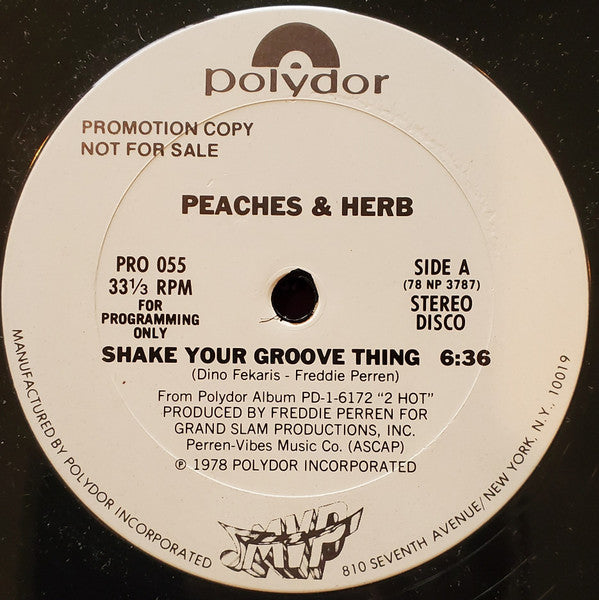 polydor
PROMOTION COPY
NOT FOR SALE
PEACHES & HERB
PRO 055
33⅓ RPM
FOR
PROGRAMMING
ONLY
SIDE A
(78 NP 3787)
STEREO
DISCO
SHAKE YOUR GROOVE THING 6:36
(Dino Fekaris - Freddie Perren)
From Polydor Album PD-1-6172 “2 HOT”
PRODUCED BY FREDDIE PERREN FOR
GRAND SLAM PRODUCTIONS, INC.
Perren-Vibes Music Co. (ASCAP)
℗ 1978 POLYDOR INCORPORATED
MANUFACTURED BY POLYDOR INCORPORATED
MVP
810 SEVENTH AVENUE/NEW YORK, N.Y., 10019